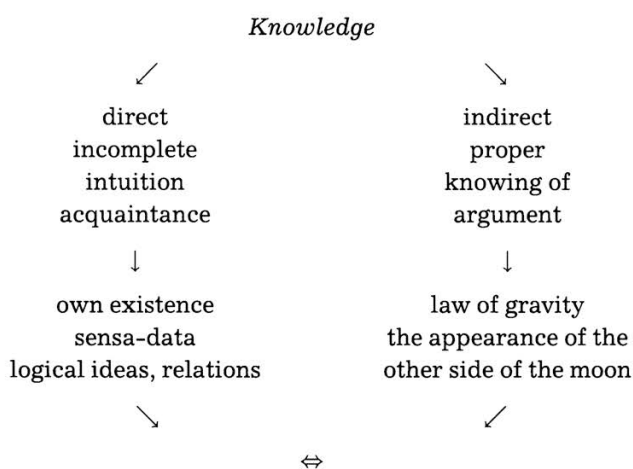 Knowledge
↙ ↘
direct indirect
incomplete proper
intuition knowing of
acquaintance argument
↓ ↓
own existence law of gravity
sensa-data the appearance of the
logical ideas, relations other side of the moon
↘ ↙
⇔